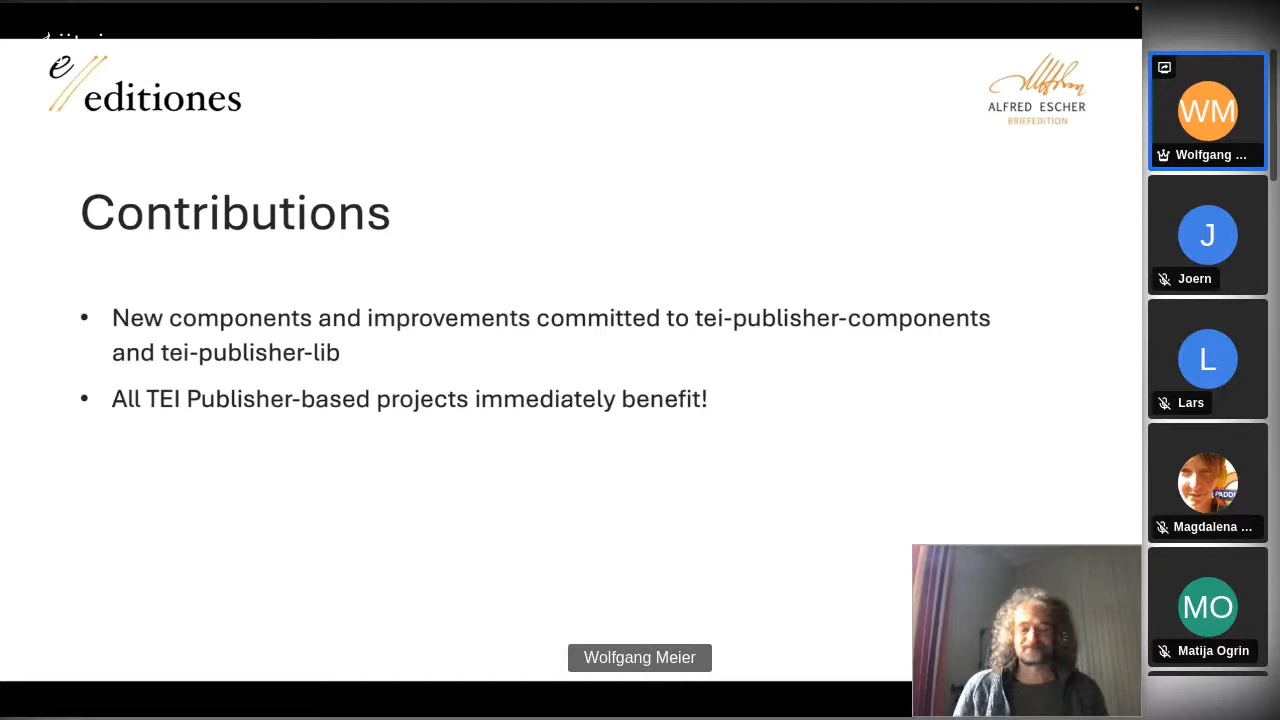 e
editiones
ALFRED ESCHER
BRIEFEDITION
Contributions
• New components and improvements committed to tei-publisher-components
and tei-publisher-lib
• All TEI Publisher-based projects immediately benefit!
Wolfgang Meier
WM
Wolfgang ...
J
Joern
L
Lars
PADDI
Magdalena ...
MO
Matija Ogrin